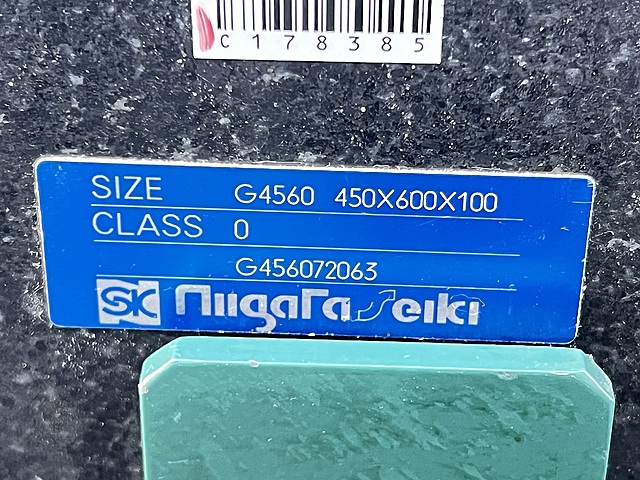 C178385
SIZE G4560 450X600X100
CLASS 0
G456072063
SK Niigata Seiki